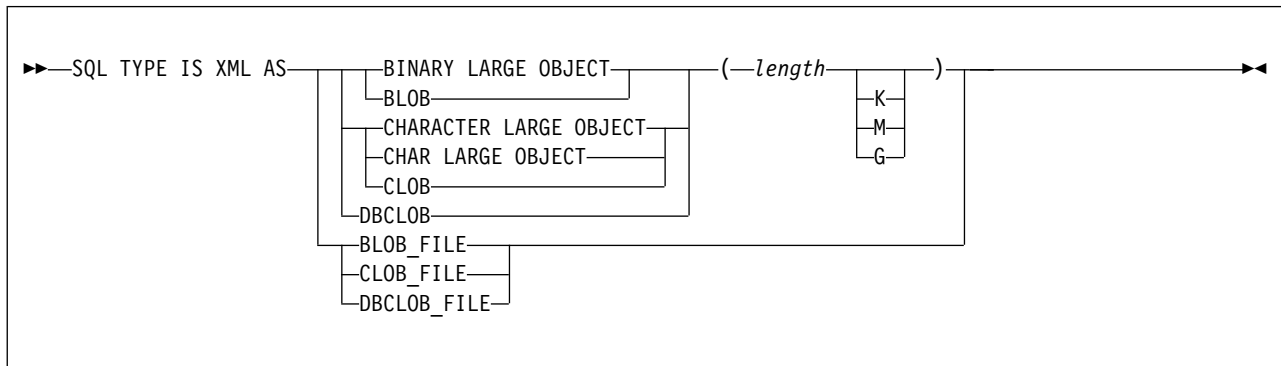 SQL TYPE IS XML AS BINARY LARGE OBJECT ( length )
BLOB K
CHARACTER LARGE OBJECT M
CHAR LARGE OBJECT G
CLOB
DBCLOB
BLOB_FILE
CLOB_FILE
DBCLOB_FILE